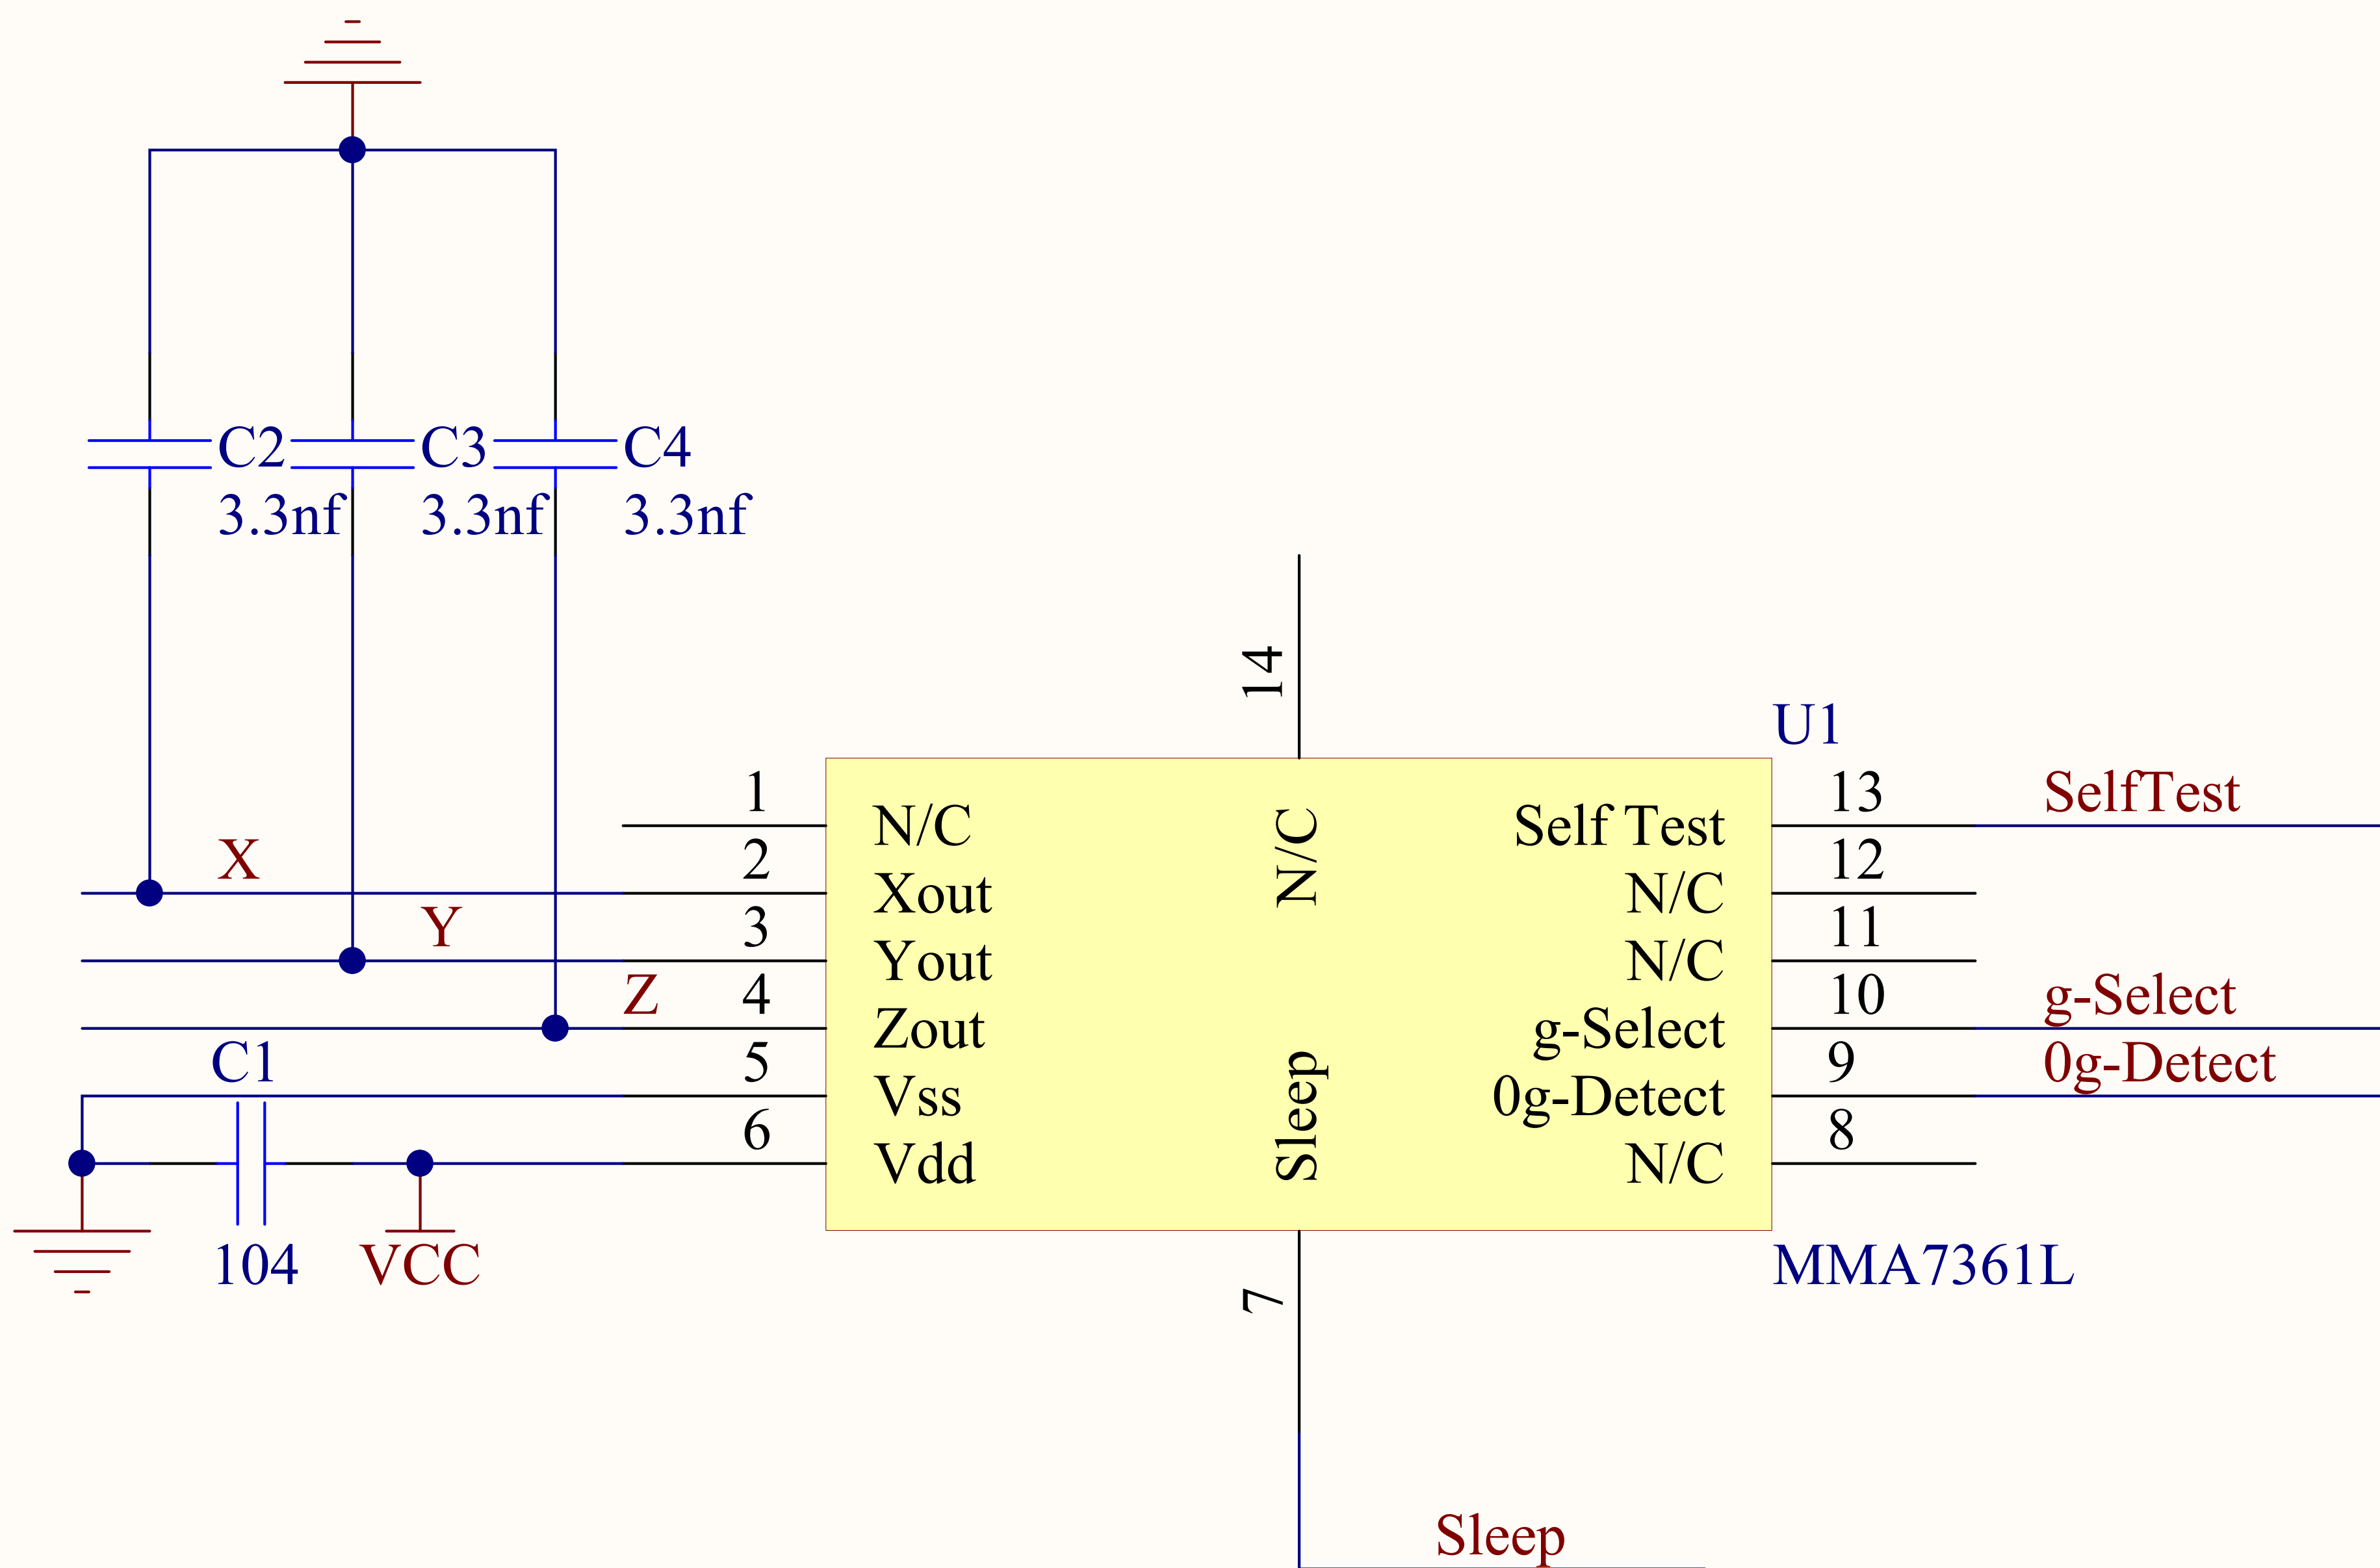 C2
3.3nf
C3
3.3nf
C4
3.3nf
14
U1
1
N/C
N/C
Self Test
13
SelfTest
X
2
Xout
N/C
12
Y
3
Yout
N/C
11
Z
4
Zout
g-Select
10
g-Select
C1
5
Vss
Sleep
0g-Detect
9
0g-Detect
6
Vdd
N/C
8
104
VCC
MMA7361L
7
Sleep